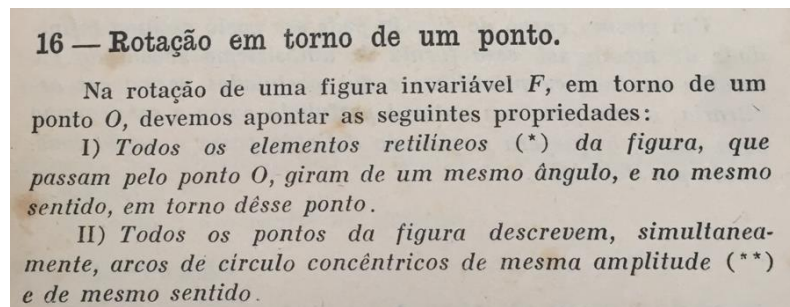 16 — Rotação em torno de um ponto.
Na rotação de uma figura invariável F, em torno de um
ponto O, devemos apontar as seguintes propriedades:
I) Todos os elementos retilíneos (*) da figura, que
passam pelo ponto O, giram de um mesmo ângulo, e no mesmo
sentido, em torno dêsse ponto.
II) Todos os pontos da figura descrevem, simultanea-
mente, arcos de círculo concêntricos de mesma amplitude (**)
e de mesmo sentido.